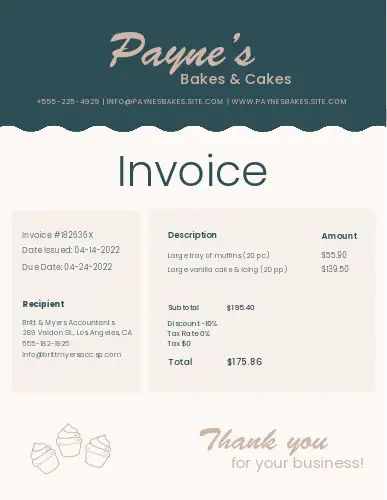 Payne's
Bakes & Cakes
+555-225-4929 | INFO@PAYNESBAKES.SITE.COM | WWW.PAYNESBAKES.SITE.COM
Invoice
Invoice #182636X
Date Issued: 04-14-2022
Due Date: 04-24-2022
Recipient
Britt & Myers Accountants
289 Valdon St., Los Angeles, CA
555-182-1925
info@brittmyersacc.sp.com
Description Amount
Large tray of muffins (20 pc) $55.90
Large vanilla cake & icing (20 pp.) $139.50
Subtotal $195.40
Discount -10%
Tax Rate 0%
Tax $0
Total $175.86
Thank you
for your business!